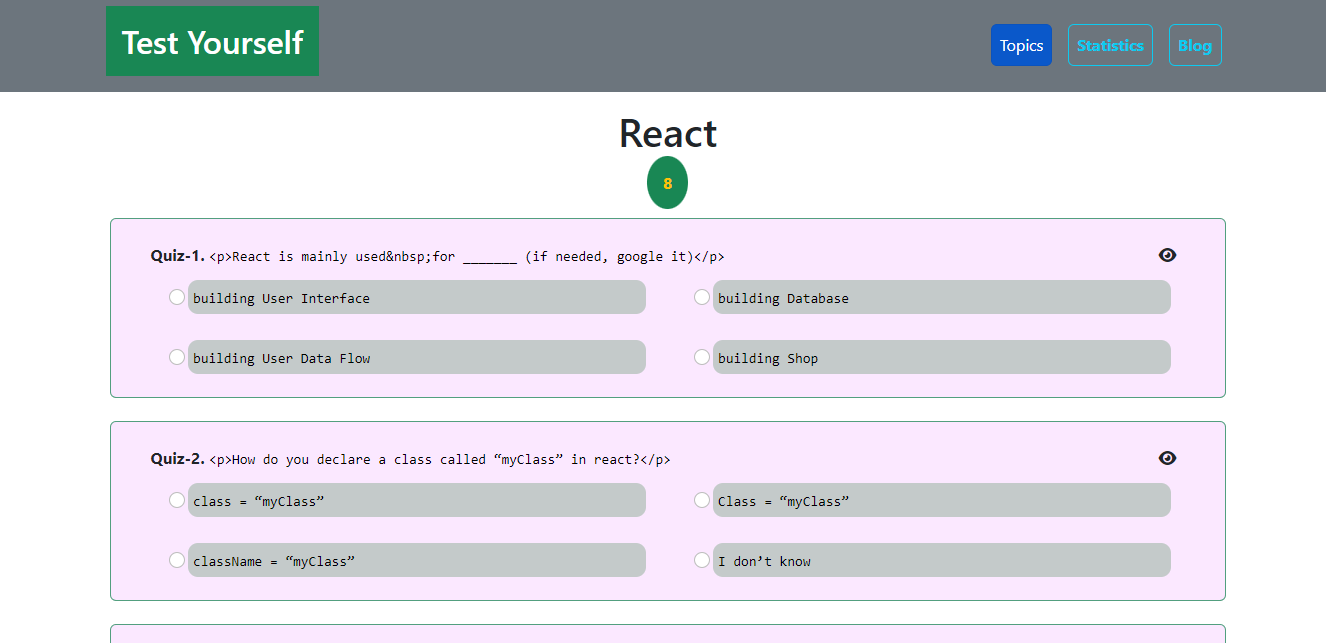 Test Yourself
Topics Statistics Blog
React
8
Quiz-1. <p>React is mainly used&nbsp;for _______ (if needed, google it)</p>
building User Interface
building Database
building User Data Flow
building Shop
Quiz-2. <p>How do you declare a class called “myClass” in react?</p>
class = “myClass”
Class = “myClass”
className = “myClass”
I don’t know